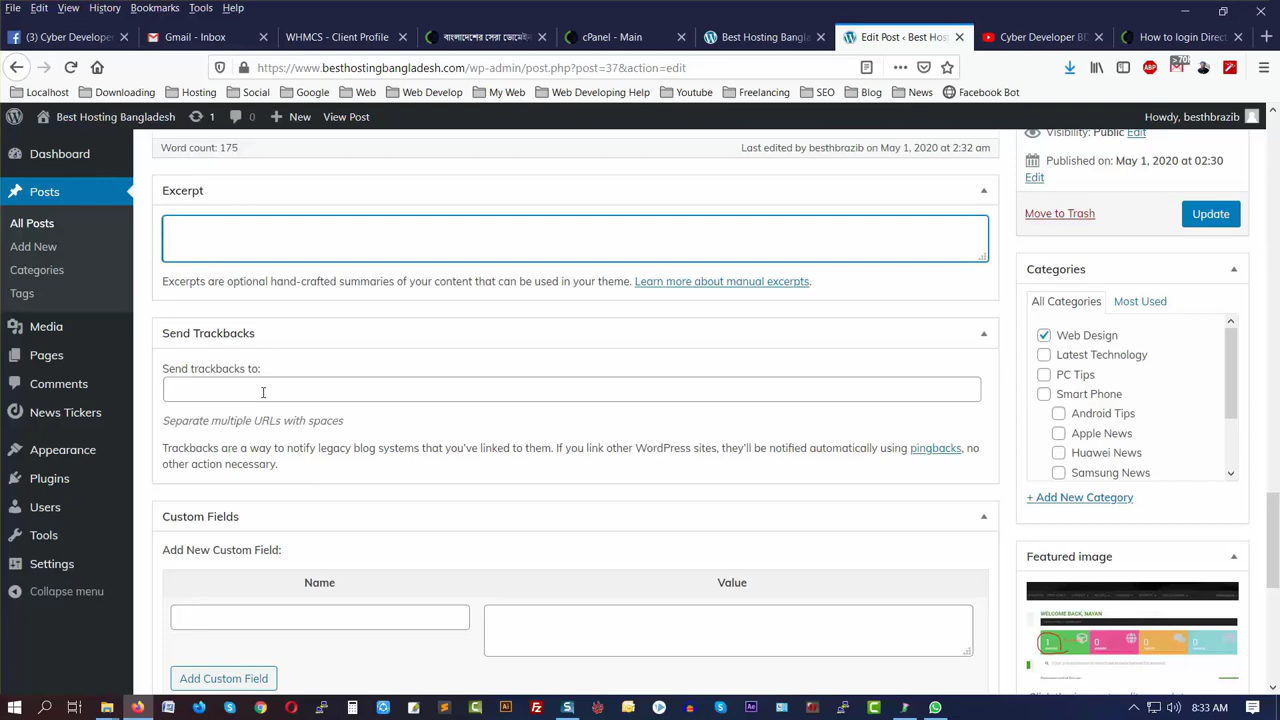 File Edit View History Bookmarks Tools Help
(3) Cyber Develope
Gmail - Inbox
WHMCS - Client Profile
বাংলাদেশের সেরা ডোমেইন
cPanel - Main
Best Hosting Bangla
Edit Post ‹ Best Hos
Cyber Developer BD
How to login Direct
https://www.besthostingbangladesh.com/wp-admin/post.php?post=37&action=edit
>70
Localhost Downloading Hosting Social Google Web Web Develop My Web Web Developing Help Youtube Freelancing SEO Blog News Facebook Bot
Best Hosting Bangladesh 1 0 New View Post Howdy, besthbrazib
Dashboard
Posts
All Posts
Add New
Categories
Tags
Media
Pages
Comments
News Tickers
Appearance
Plugins
Users
Tools
Settings
Collapse menu
Word count: 175 Last edited by besthbrazib on May 1, 2020 at 2:32 am
Excerpt
Excerpts are optional hand-crafted summaries of your content that can be used in your theme. Learn more about manual excerpts.
Send Trackbacks
Send trackbacks to:
Separate multiple URLs with spaces
Trackbacks are a way to notify legacy blog systems that you've linked to them. If you link other WordPress sites, they'll be notified automatically using pingbacks, no
other action necessary.
Custom Fields
Add New Custom Field:
Name Value
Add Custom Field
Visibility: Public Edit
Published on: May 1, 2020 at 02:30
Edit
Move to Trash Update
Categories
All Categories Most Used
Web Design
Latest Technology
PC Tips
Smart Phone
Android Tips
Apple News
Huawei News
Samsung News
+ Add New Category
Featured image
WELCOME BACK, NAYAN
1 0 0 0
8:33 AM